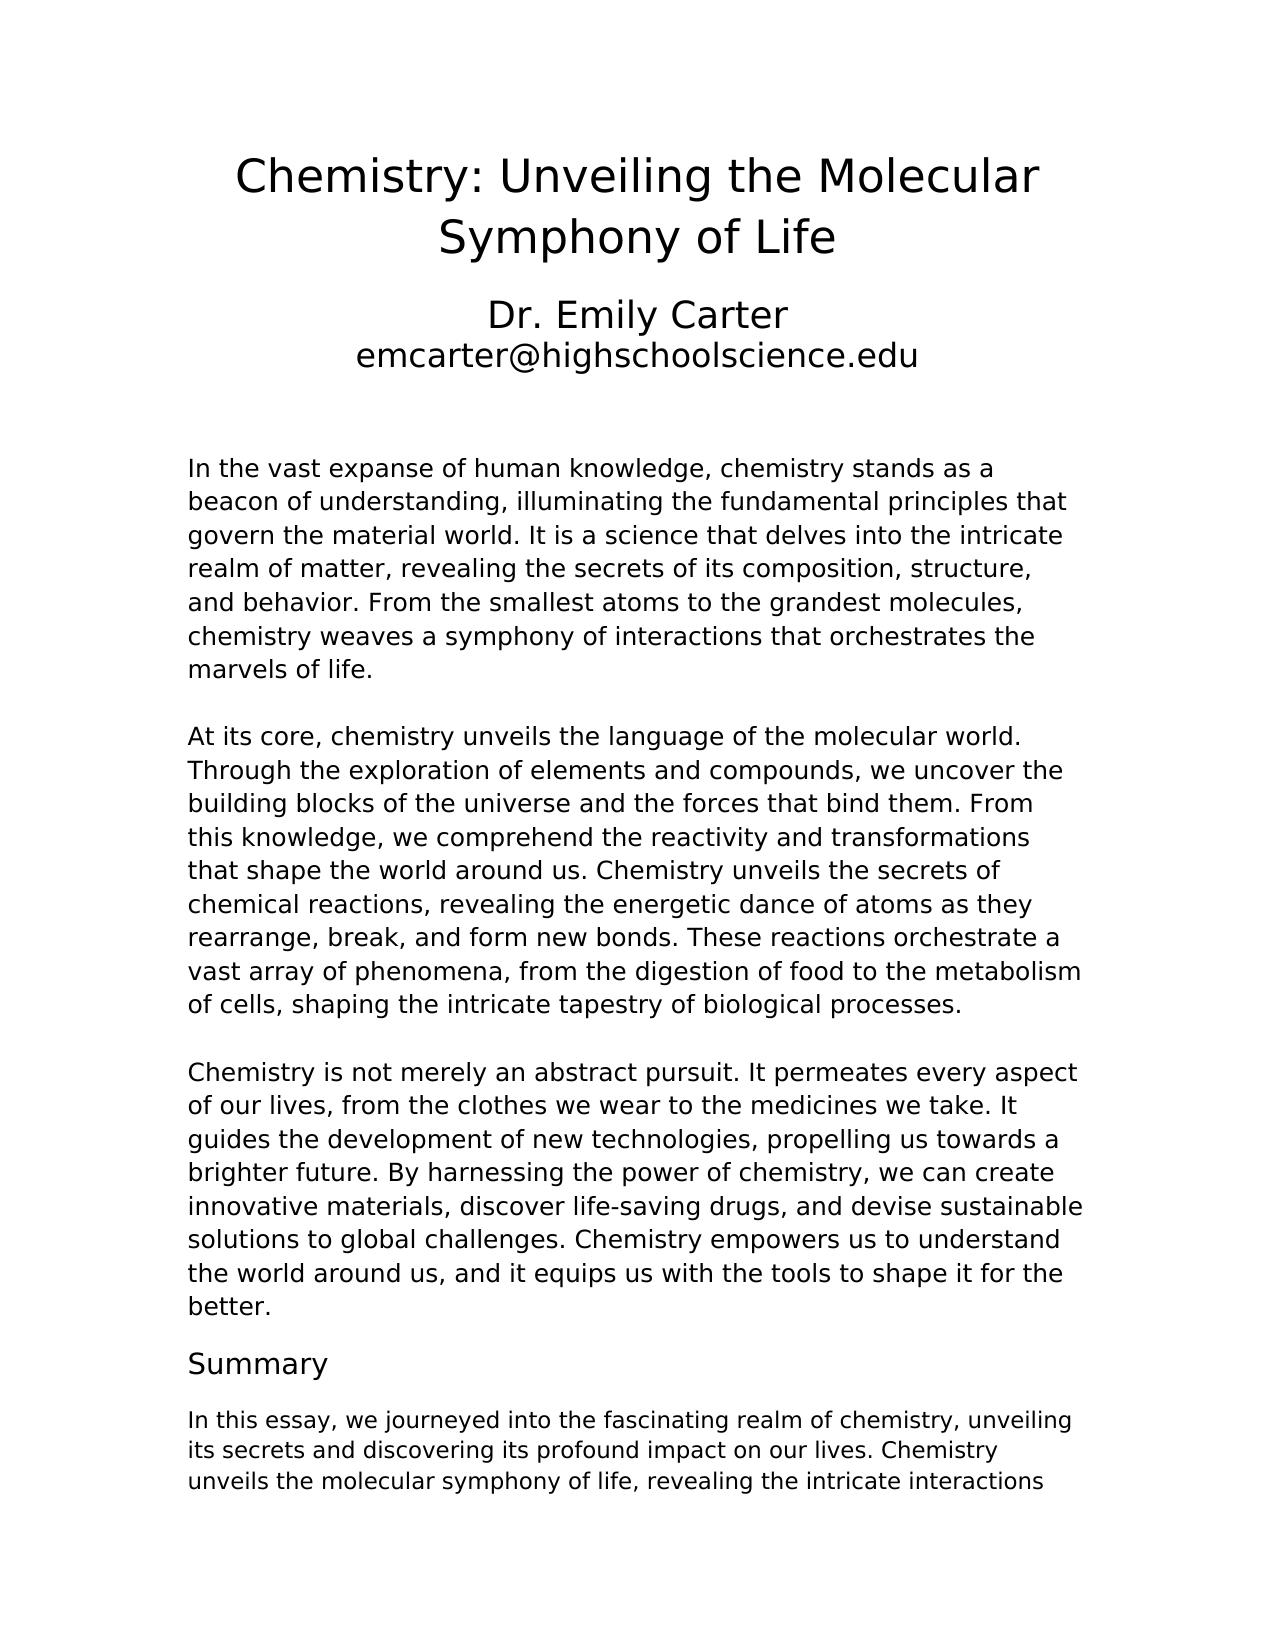 Chemistry: Unveiling the Molecular
Symphony of Life
Dr. Emily Carter
emcarter@highschoolscience.edu
In the vast expanse of human knowledge, chemistry stands as a
beacon of understanding, illuminating the fundamental principles that
govern the material world. It is a science that delves into the intricate
realm of matter, revealing the secrets of its composition, structure,
and behavior. From the smallest atoms to the grandest molecules,
chemistry weaves a symphony of interactions that orchestrates the
marvels of life.
At its core, chemistry unveils the language of the molecular world.
Through the exploration of elements and compounds, we uncover the
building blocks of the universe and the forces that bind them. From
this knowledge, we comprehend the reactivity and transformations
that shape the world around us. Chemistry unveils the secrets of
chemical reactions, revealing the energetic dance of atoms as they
rearrange, break, and form new bonds. These reactions orchestrate a
vast array of phenomena, from the digestion of food to the metabolism
of cells, shaping the intricate tapestry of biological processes.
Chemistry is not merely an abstract pursuit. It permeates every aspect
of our lives, from the clothes we wear to the medicines we take. It
guides the development of new technologies, propelling us towards a
brighter future. By harnessing the power of chemistry, we can create
innovative materials, discover life-saving drugs, and devise sustainable
solutions to global challenges. Chemistry empowers us to understand
the world around us, and it equips us with the tools to shape it for the
better.
Summary
In this essay, we journeyed into the fascinating realm of chemistry, unveiling
its secrets and discovering its profound impact on our lives. Chemistry
unveils the molecular symphony of life, revealing the intricate interactions